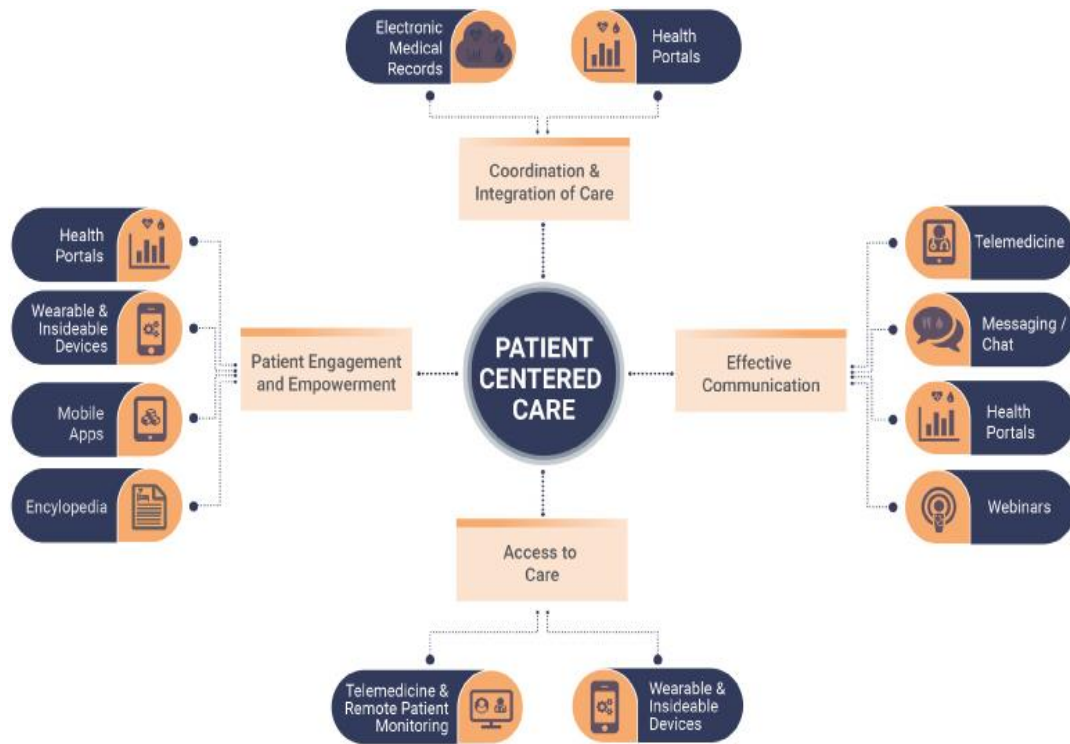 Electronic
Medical
Records
Health
Portals
Coordination &
Integration of Care
Health
Portals
Wearable &
Insideable
Devices
Mobile
Apps
Encylopedia
Patient Engagement
and Empowerment
PATIENT
CENTERED
CARE
Effective
Communication
Telemedicine
Messaging /
Chat
Health
Portals
Webinars
Access to
Care
Telemedicine &
Remote Patient
Monitoring
Wearable &
Insideable
Devices